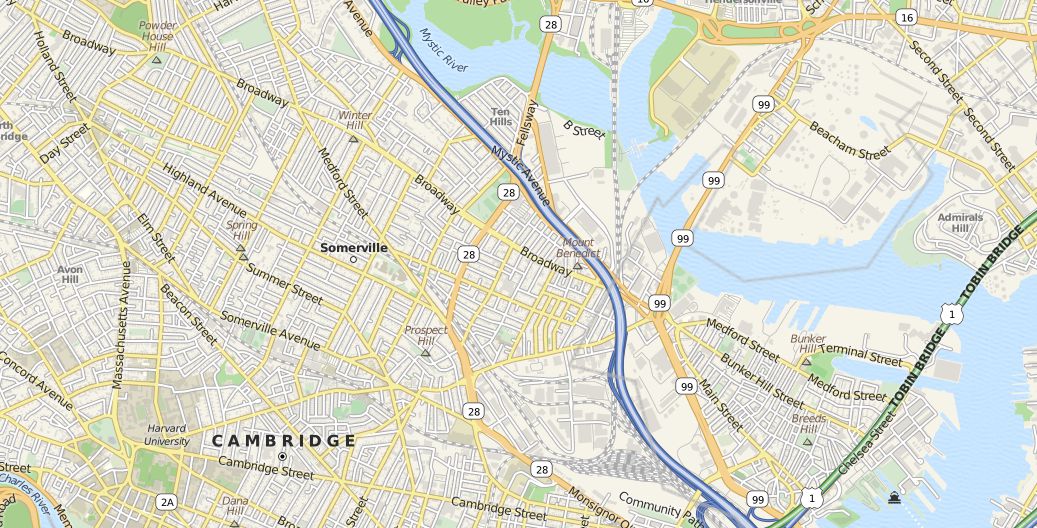 Powder
House
Hill
Broadway
Holland Street
Avenue
Mystic River
28
16
16
Second Street
Second Street
Broadway
Winter
Hill
Ten
Hills
Fellsway
B Street
99
Beacham Street
Day Street
Highland Avenue
Medford Street
Mystic Avenue
28
Broadway
99
Admirals
Hill
Elm Street
Spring
Hill
Somerville
28
Mount
Benedict
Broadway
99
TOBIN BRIDGE
Avon
Hill
Massachusetts Avenue
Summer Street
Beacon Street
Somerville Avenue
99
1
Prospect
Hill
Medford Street
Bunker
Hill
Terminal Street
TOBIN BRIDGE
Concord Avenue
Bunker Hill Street
Medford Street
99
Main Street
28
Breeds
Hill
Chelsea Street
Harvard
University
CAMBRIDGE
Cambridge Street
28
Street
Charles River
2A
Dana
Hill
Cambridge Street
Community Path
99
1